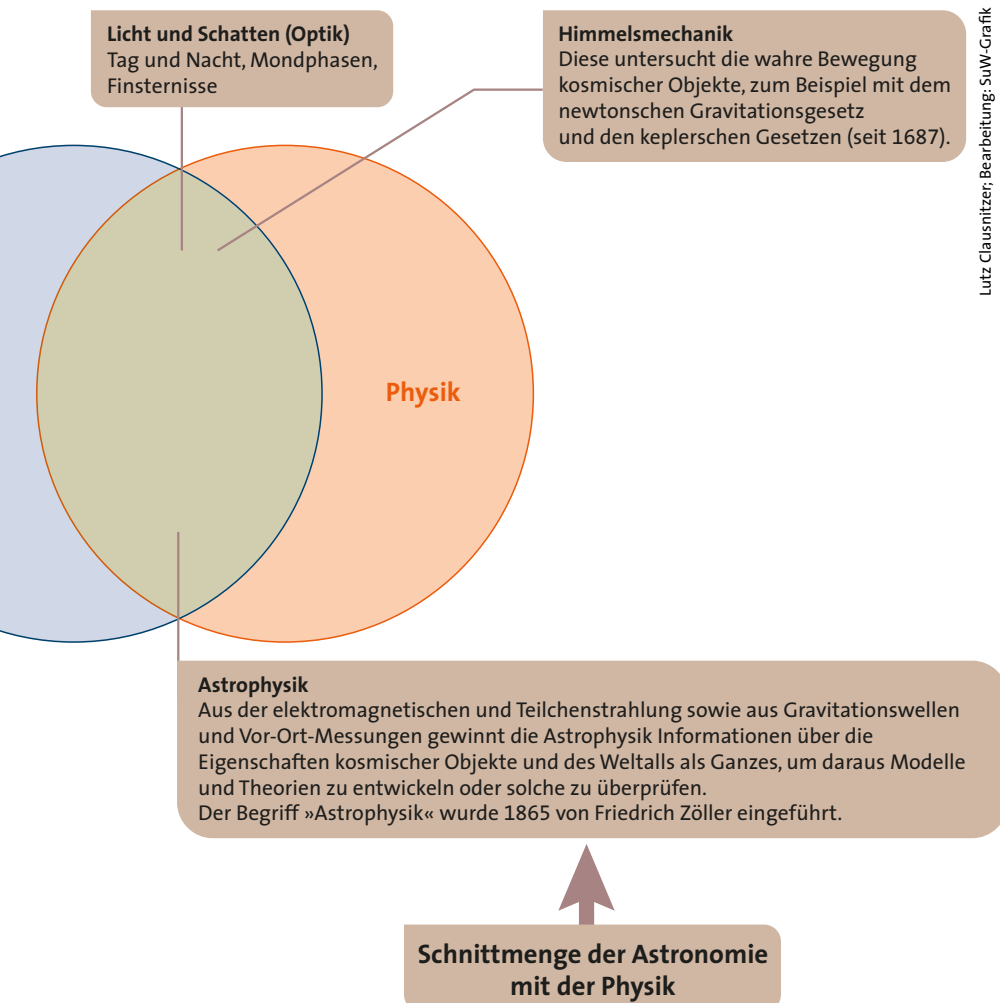 Licht und Schatten (Optik)
Tag und Nacht, Mondphasen,
Finsternisse
Himmelsmechanik
Diese untersucht die wahre Bewegung
kosmischer Objekte, zum Beispiel mit dem
newtonschen Gravitationsgesetz
und den keplerschen Gesetzen (seit 1687).
Lutz Clausnitzer; Bearbeitung: SuW-Grafik
Physik
Astrophysik
Aus der elektromagnetischen und Teilchenstrahlung sowie aus Gravitationswellen
und Vor-Ort-Messungen gewinnt die Astrophysik Informationen über die
Eigenschaften kosmischer Objekte und des Weltalls als Ganzes, um daraus Modelle
und Theorien zu entwickeln oder solche zu überprüfen.
Der Begriff »Astrophysik« wurde 1865 von Friedrich Zöller eingeführt.
Schnittmenge der Astronomie
mit der Physik